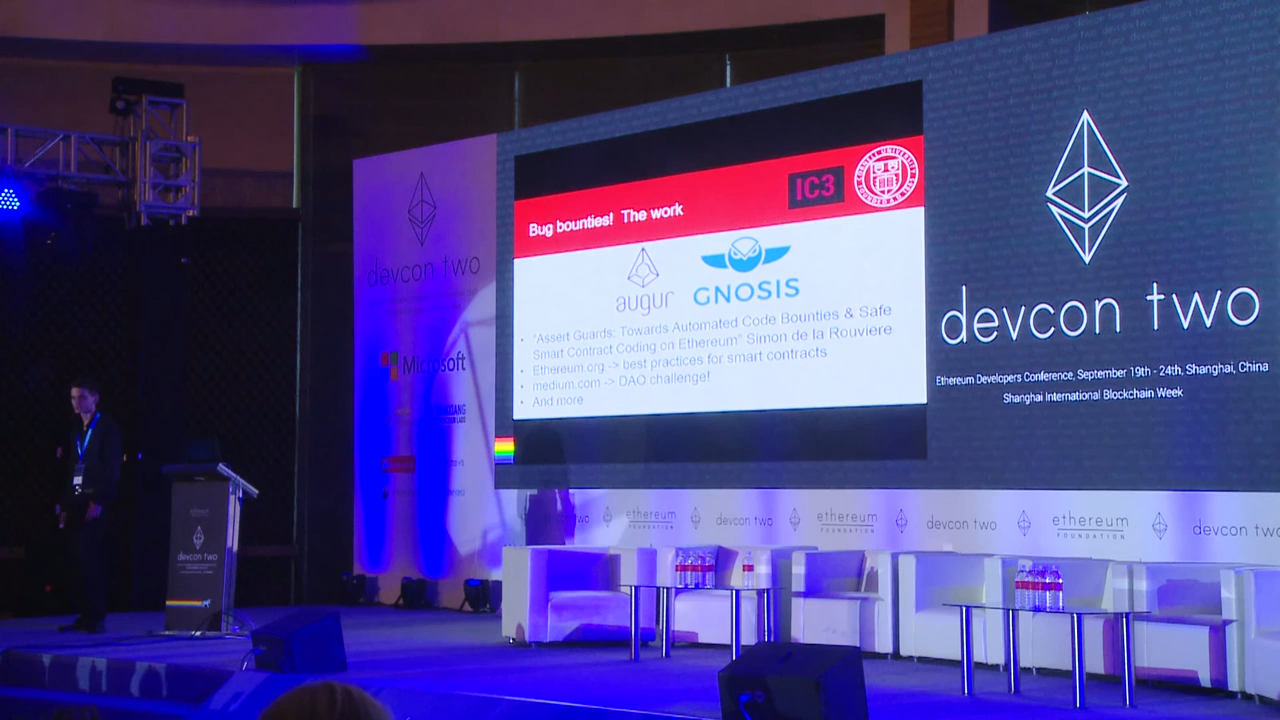 devcon two
Microsoft
Bug bounties! The work
IC3
CORNELL UNIVERSITY
augur
GNOSIS
• "Assert Guards: Towards Automated Code Bounties & Safe
Smart Contract Coding on Ethereum" Simon de la Rouviere
• Ethereum.org -> best practices for smart contracts
• medium.com -> DAO challenge!
• And more
devcon two
Ethereum Developers Conference, September 19th - 24th, Shanghai, China
Shanghai International Blockchain Week
two
ethereum
FOUNDATION
devcon two
ethereum
FOUNDATION
devcon two
ethereum
FOUNDATION
devcon two
devcon two